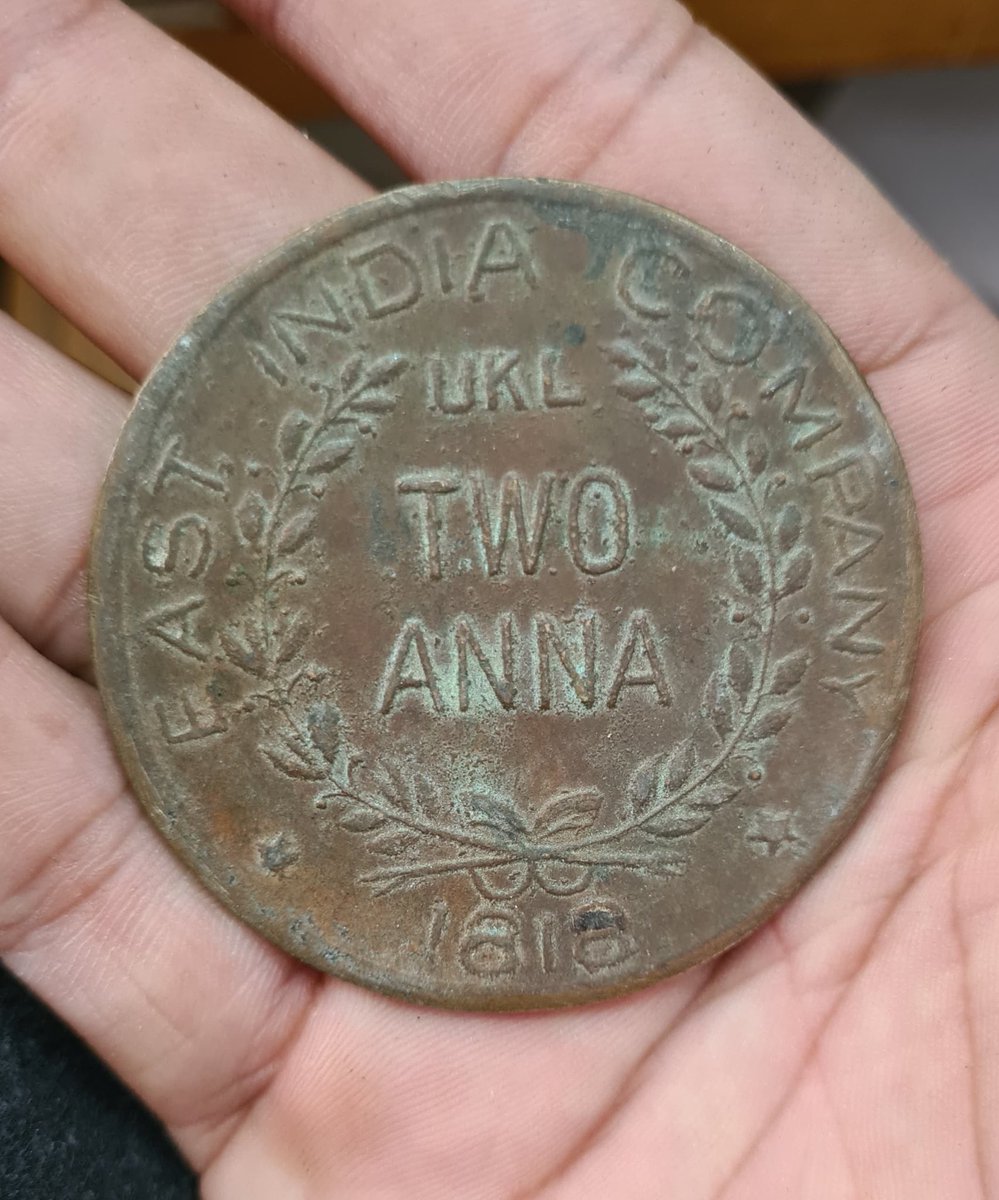 EAST INDIA COMPANY
UKL
TWO
ANNA
1818